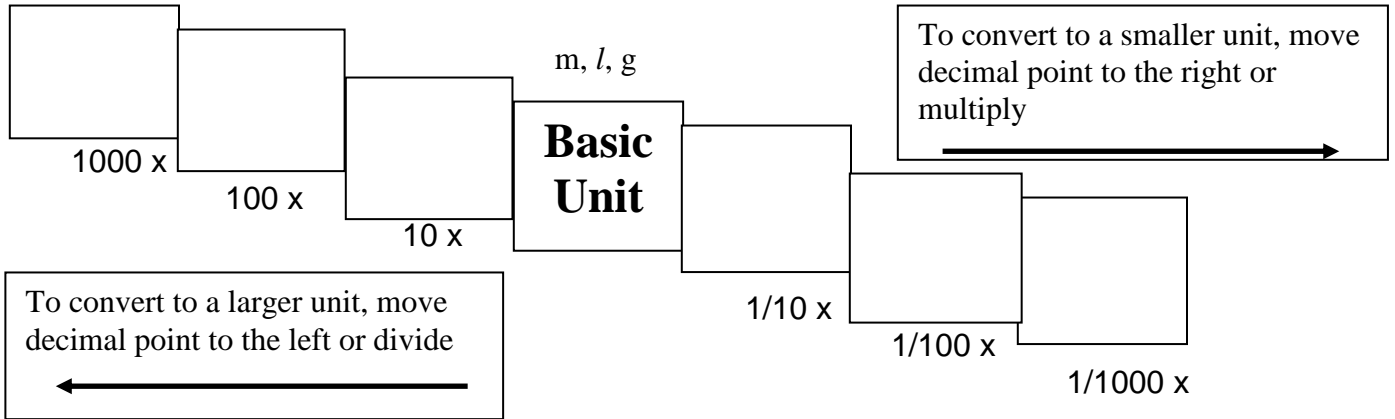 m, l, g
To convert to a smaller unit, move
decimal point to the right or
multiply
Basic
Unit
1000 x
100 x
10 x
To convert to a larger unit, move
decimal point to the left or divide
1/10 x
1/100 x
1/1000 x